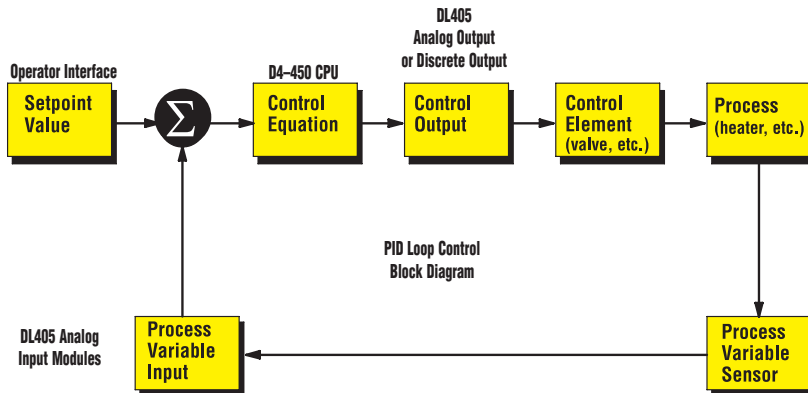 DL405
Analog Output
or Discrete Output
Operator Interface
D4–450 CPU
Setpoint
Value
Σ
Control
Equation
Control
Output
Control
Element
(valve, etc.)
Process
(heater, etc.)
PID Loop Control
Block Diagram
DL405 Analog
Input Modules
Process
Variable
Input
Process
Variable
Sensor